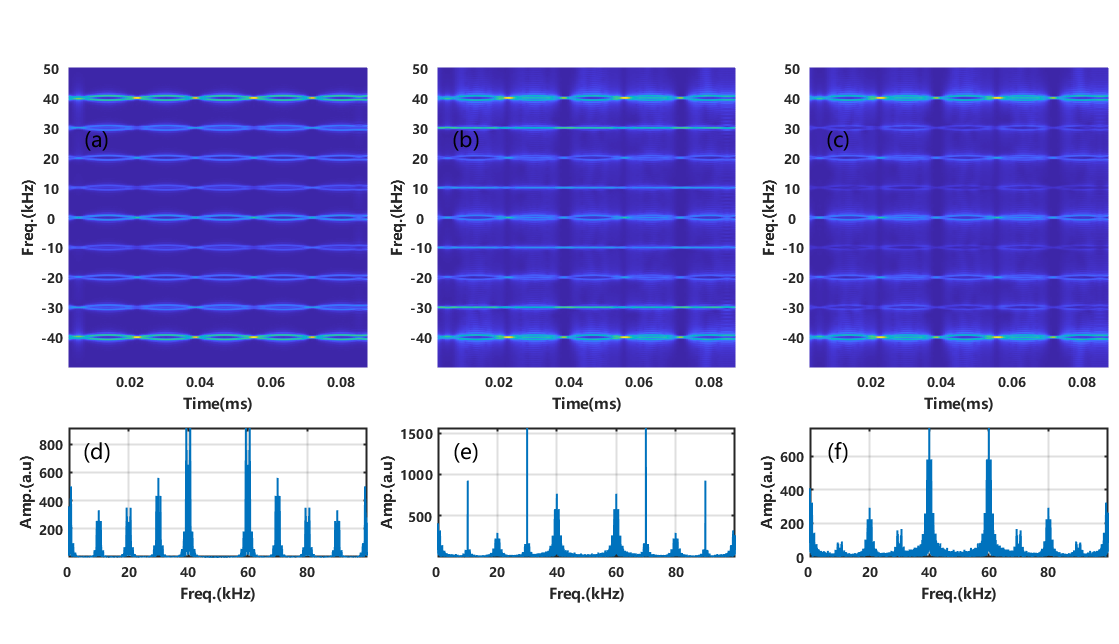 50 50 50
40 40 40
30 30 30
(a) (b) (c)
20 20 20
10 10 10
0 0 0
-10 -10 -10
-20 -20 -20
-30 -30 -30
-40 -40 -40
Freq.(kHz) Freq.(kHz) Freq.(kHz)
0.02 0.04 0.06 0.08 0.02 0.04 0.06 0.08 0.02 0.04 0.06 0.08
Time(ms) Time(ms) Time(ms)
(d) (e) (f)
800 1500
600 1000 600
400 400
200 500 200
0
Amp.(a.u) Amp.(a.u) Amp.(a.u)
0 20 40 60 80 0 20 40 60 80 0 20 40 60 80
Freq.(kHz) Freq.(kHz) Freq.(kHz)